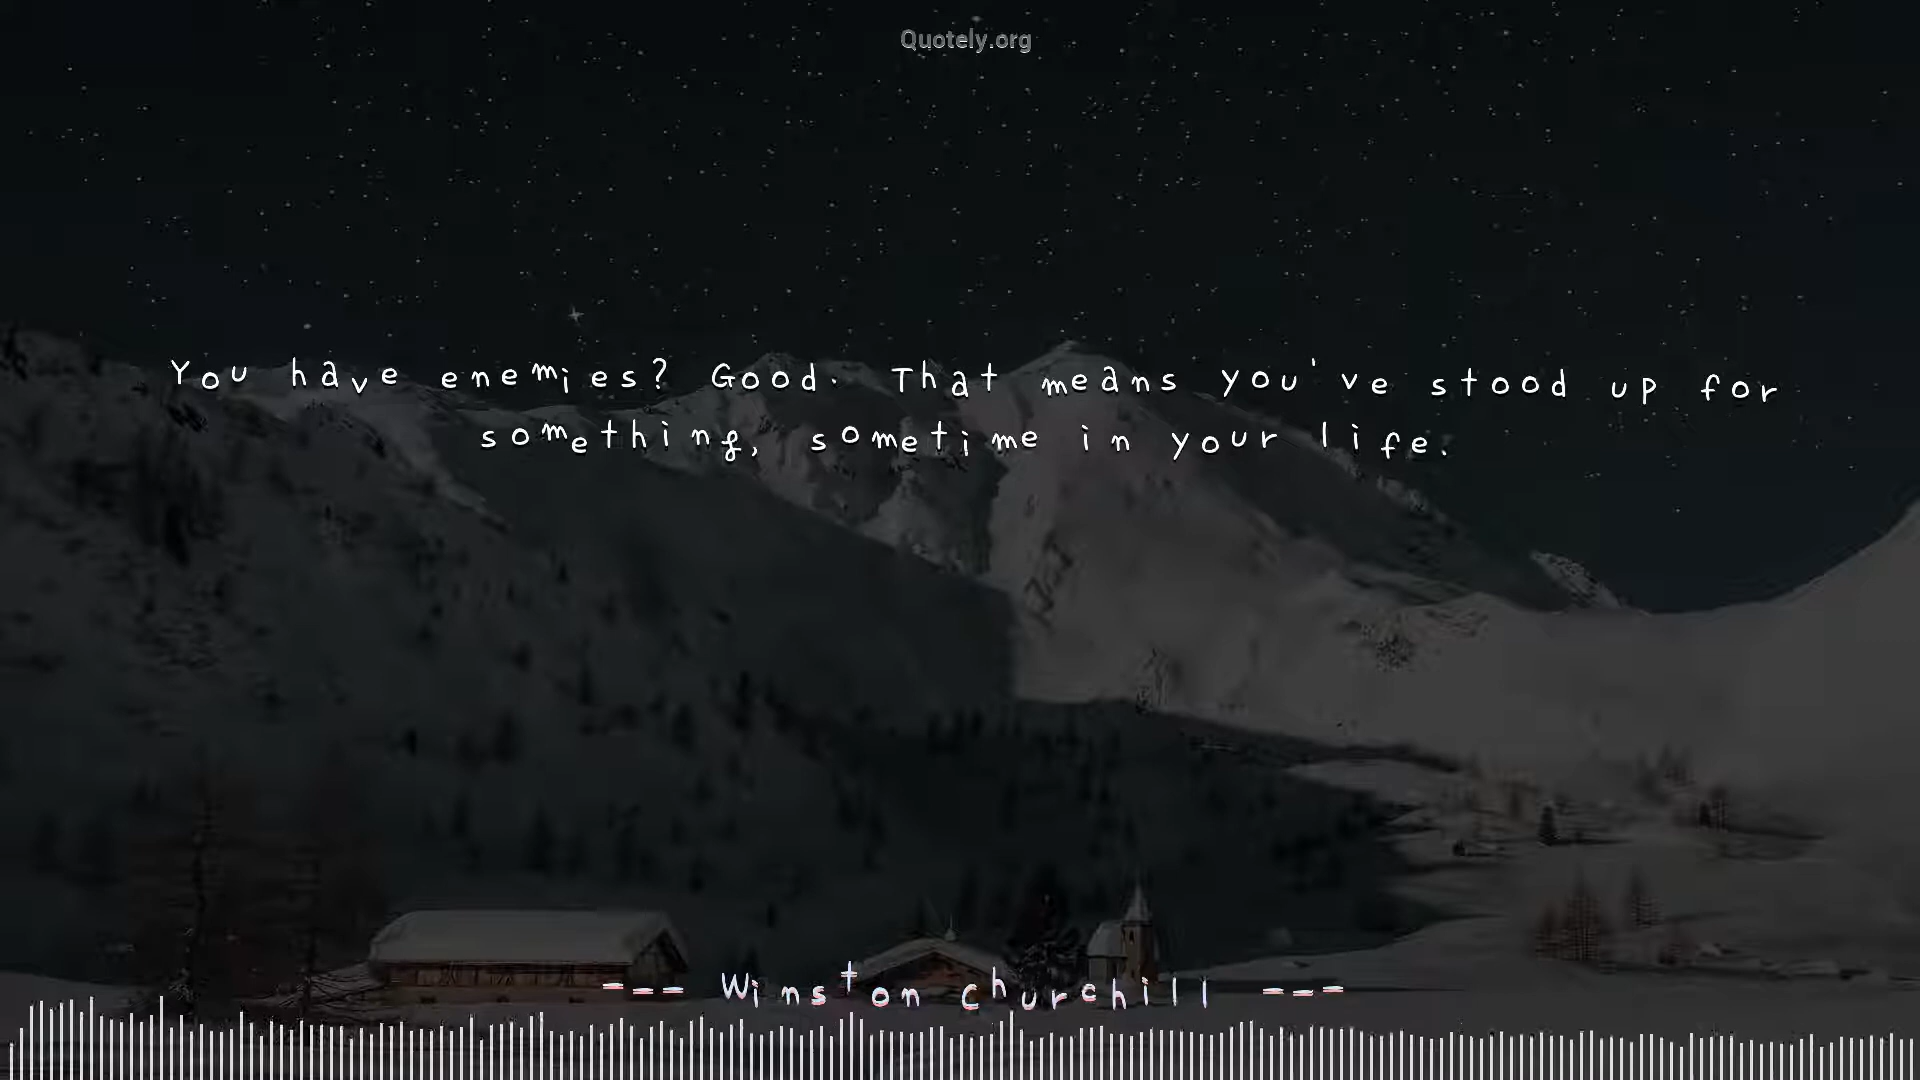 Quotely.org
You have enemies? Good. That means you've stood up for
something, sometime in your life.
--- Winston Churchill ---